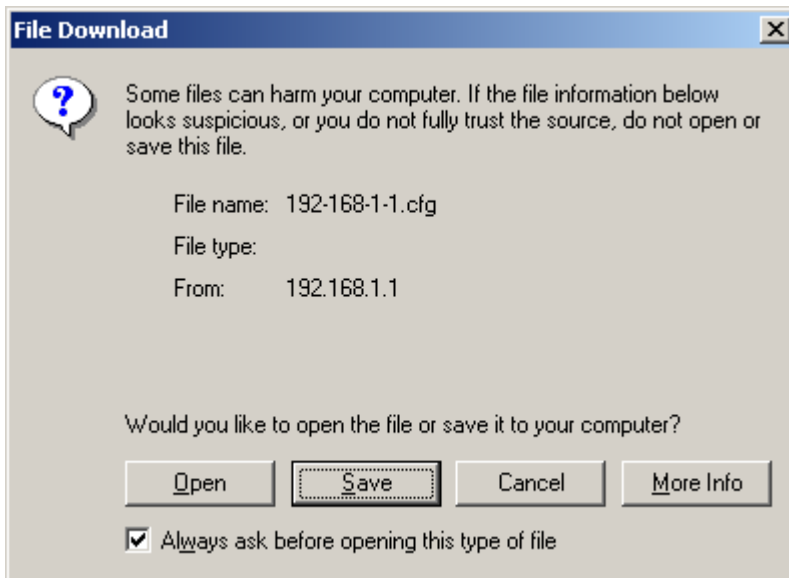 File Download
Some files can harm your computer. If the file information below
looks suspicious, or you do not fully trust the source, do not open or
save this file.
File name: 192-168-1-1.cfg
File type:
From: 192.168.1.1
Would you like to open the file or save it to your computer?
Open Save Cancel More Info
Always ask before opening this type of file